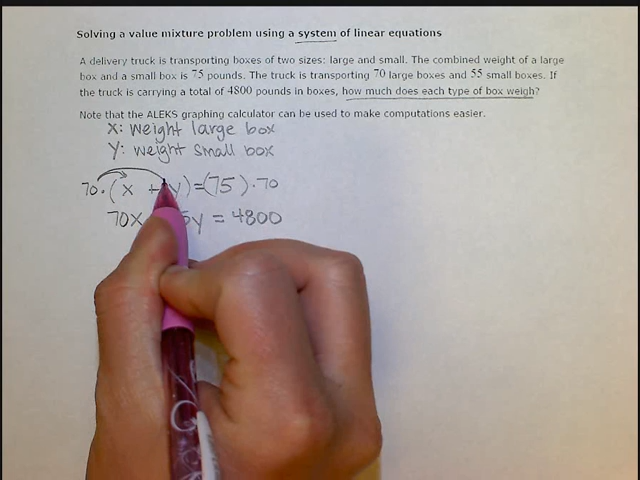 Solving a value mixture problem using a system of linear equations
A delivery truck is transporting boxes of two sizes: large and small. The combined weight of a large
box and a small box is 75 pounds. The truck is transporting 70 large boxes and 55 small boxes. If
the truck is carrying a total of 4800 pounds in boxes, how much does each type of box weigh?
Note that the ALEKS graphing calculator can be used to make computations easier.
X: weight large box
Y: weight small box
70·(x + y)=(75)·70
70x 5y = 4800